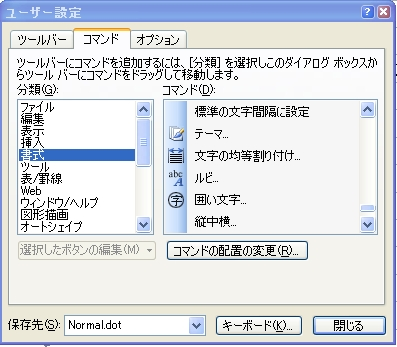 ユーザー設定
ツールバー コマンド オプション
ツールバーにコマンドを追加するには、[分類] を選択しこのダイアログ ボックスか
らツール バーにコマンドをドラッグして移動します。
分類(G): コマンド(D):
ファイル
編集
表示
挿入
書式
ツール
表/罫線
Web
ウィンドウ/ヘルプ
図形描画
オートシェイプ
標準の文字間隔に設定
テーマ...
文字の均等割り付け...
abc
A
ルビ...
字
囲い文字...
縦中横...
選択したボタンの編集(M) コマンドの配置の変更(R)...
保存先(S): Normal.dot キーボード(K)... 閉じる